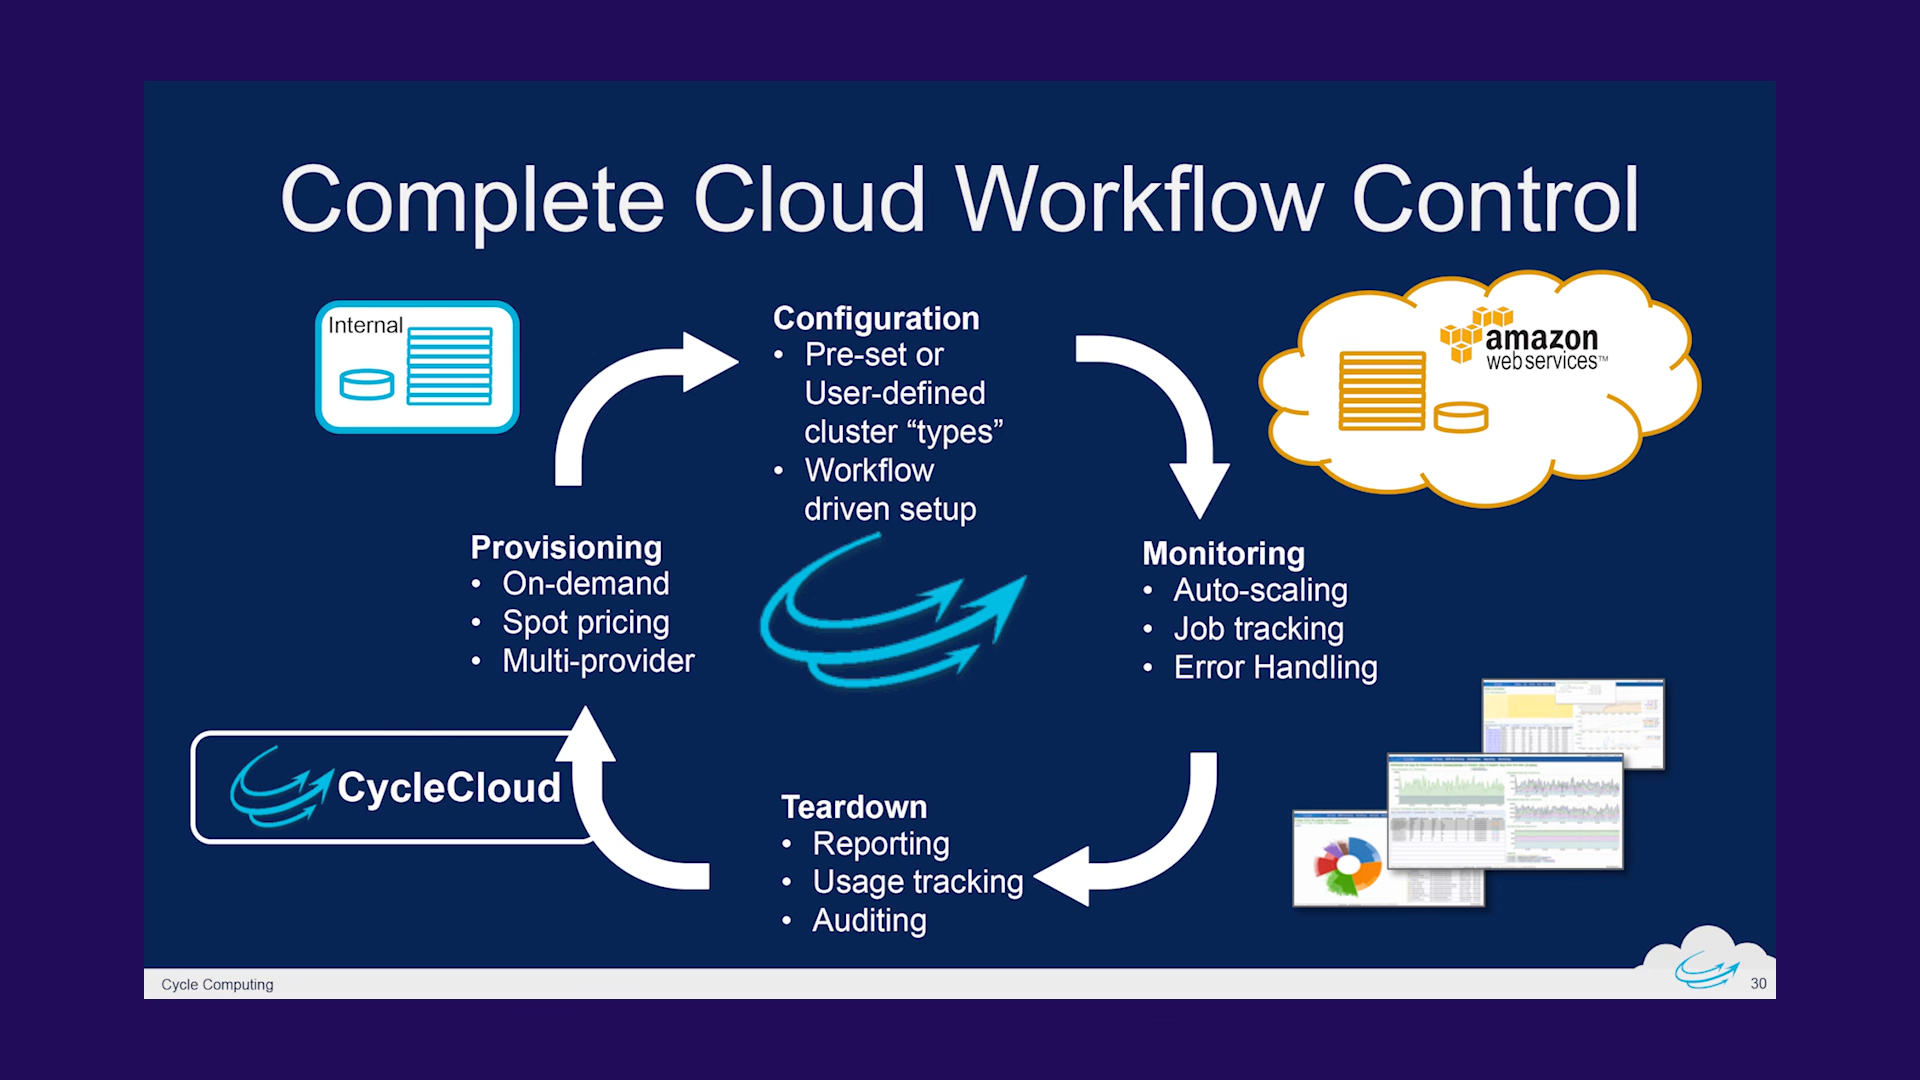 Complete Cloud Workflow Control
Internal
Configuration
• Pre-set or
User-defined
cluster “types”
• Workflow
driven setup
amazon
web services™
Provisioning
• On-demand
• Spot pricing
• Multi-provider
Monitoring
• Auto-scaling
• Job tracking
• Error Handling
CycleCloud
Teardown
• Reporting
• Usage tracking
• Auditing
Cycle Computing
30